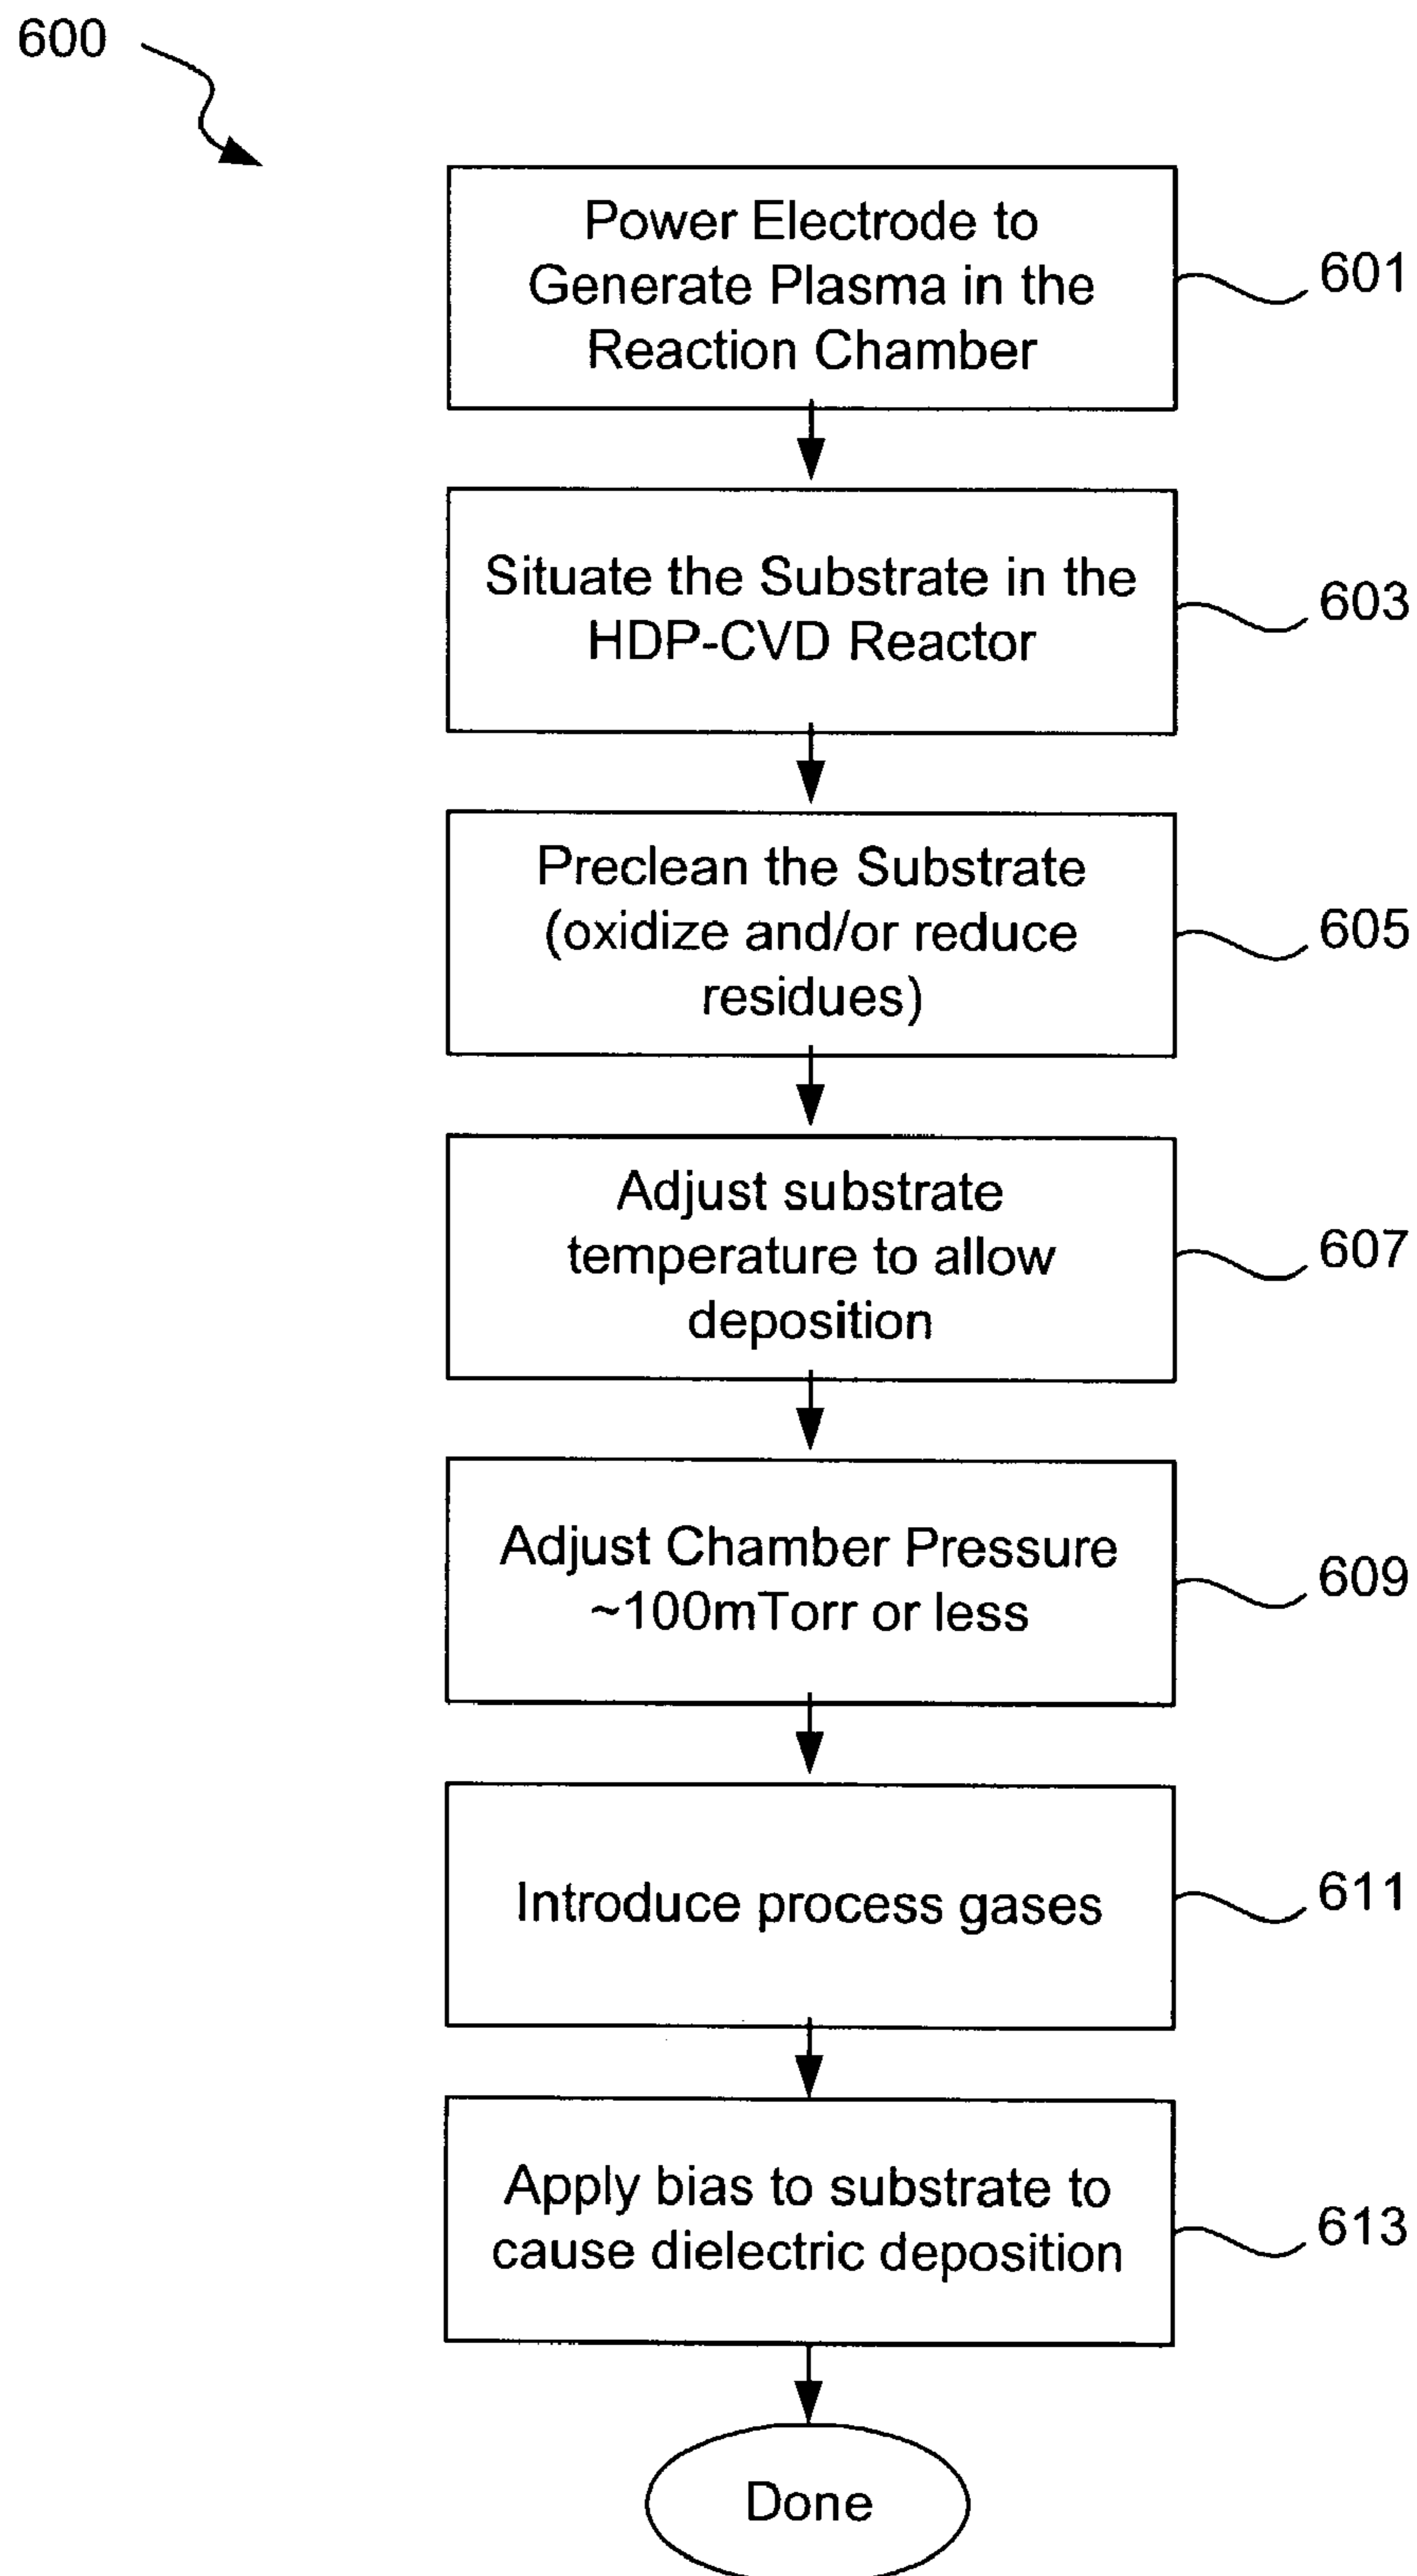 600
Power Electrode to
Generate Plasma in the
Reaction Chamber
601
Situate the Substrate in the
HDP-CVD Reactor
603
Preclean the Substrate
(oxidize and/or reduce
residues)
605
Adjust substrate
temperature to allow
deposition
607
Adjust Chamber Pressure
~100mTorr or less
609
Introduce process gases
611
Apply bias to substrate to
cause dielectric deposition
613
Done